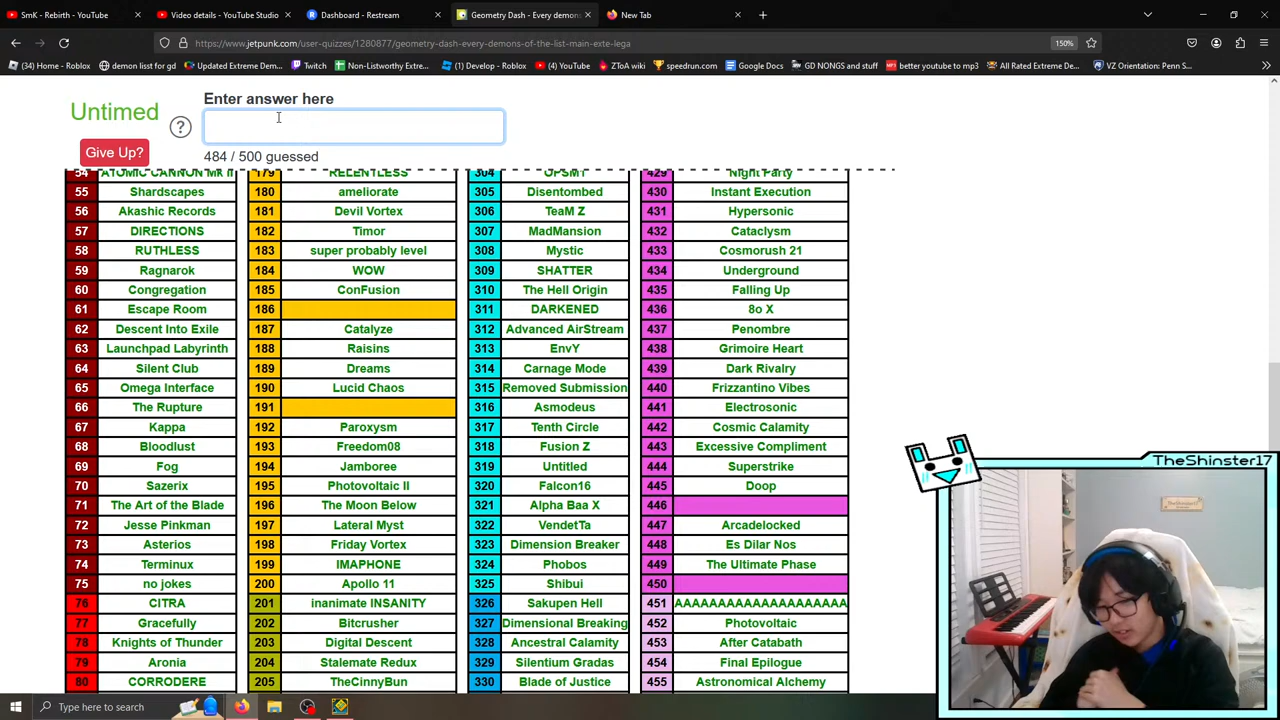 SmK - Rebirth - YouTube
Video details - YouTube Studio
Dashboard - Restream
Geometry Dash - Every demons
New Tab
https://www.jetpunk.com/user-quizzes/1280877/geometry-dash-every-demons-of-the-list-main-exte-lega
150%
(34) Home - Roblox
demon lisst for gd
Updated Extreme Dem...
Twitch
Non-Listworthy Extre...
(1) Develop - Roblox
(4) YouTube
ZToA wiki
speedrun.com
Google Docs
GD NONGS and stuff
better youtube to mp3
All Rated Extreme De...
VZ Orientation: Penn S...
Untimed
?
Enter answer here
Give Up?
484 / 500 guessed
54 ATOMIC CANNON Mk III 179 RELENTLESS 304 OPSMT 429 Night Party
55 Shardscapes 180 ameliorate 305 Disentombed 430 Instant Execution
56 Akashic Records 181 Devil Vortex 306 TeaM Z 431 Hypersonic
57 DIRECTIONS 182 Timor 307 MadMansion 432 Cataclysm
58 RUTHLESS 183 super probably level 308 Mystic 433 Cosmorush 21
59 Ragnarok 184 WOW 309 SHATTER 434 Underground
60 Congregation 185 ConFusion 310 The Hell Origin 435 Falling Up
61 Escape Room 186 311 DARKENED 436 8o X
62 Descent Into Exile 187 Catalyze 312 Advanced AirStream 437 Penombre
63 Launchpad Labyrinth 188 Raisins 313 EnvY 438 Grimoire Heart
64 Silent Club 189 Dreams 314 Carnage Mode 439 Dark Rivalry
65 Omega Interface 190 Lucid Chaos 315 Removed Submission 440 Frizzantino Vibes
66 The Rupture 191 316 Asmodeus 441 Electrosonic
67 Kappa 192 Paroxysm 317 Tenth Circle 442 Cosmic Calamity
68 Bloodlust 193 Freedom08 318 Fusion Z 443 Excessive Compliment
69 Fog 194 Jamboree 319 Untitled 444 Superstrike
70 Sazerix 195 Photovoltaic II 320 Falcon16 445 Doop
71 The Art of the Blade 196 The Moon Below 321 Alpha Baa X 446
72 Jesse Pinkman 197 Lateral Myst 322 VendetTa 447 Arcadelocked
73 Asterios 198 Friday Vortex 323 Dimension Breaker 448 Es Dilar Nos
74 Terminux 199 IMAPHONE 324 Phobos 449 The Ultimate Phase
75 no jokes 200 Apollo 11 325 Shibui 450
76 CITRA 201 inanimate INSANITY 326 Sakupen Hell 451 AAAAAAAAAAAAAAAAAAAA
77 Gracefully 202 Bitcrusher 327 Dimensional Breaking 452 Photovoltaic
78 Knights of Thunder 203 Digital Descent 328 Ancestral Calamity 453 After Catabath
79 Aronia 204 Stalemate Redux 329 Silentium Gradas 454 Final Epilogue
80 CORRODERE 205 TheCinnyBun 330 Blade of Justice 455 Astronomical Alchemy
TheShinster17
Type here to search